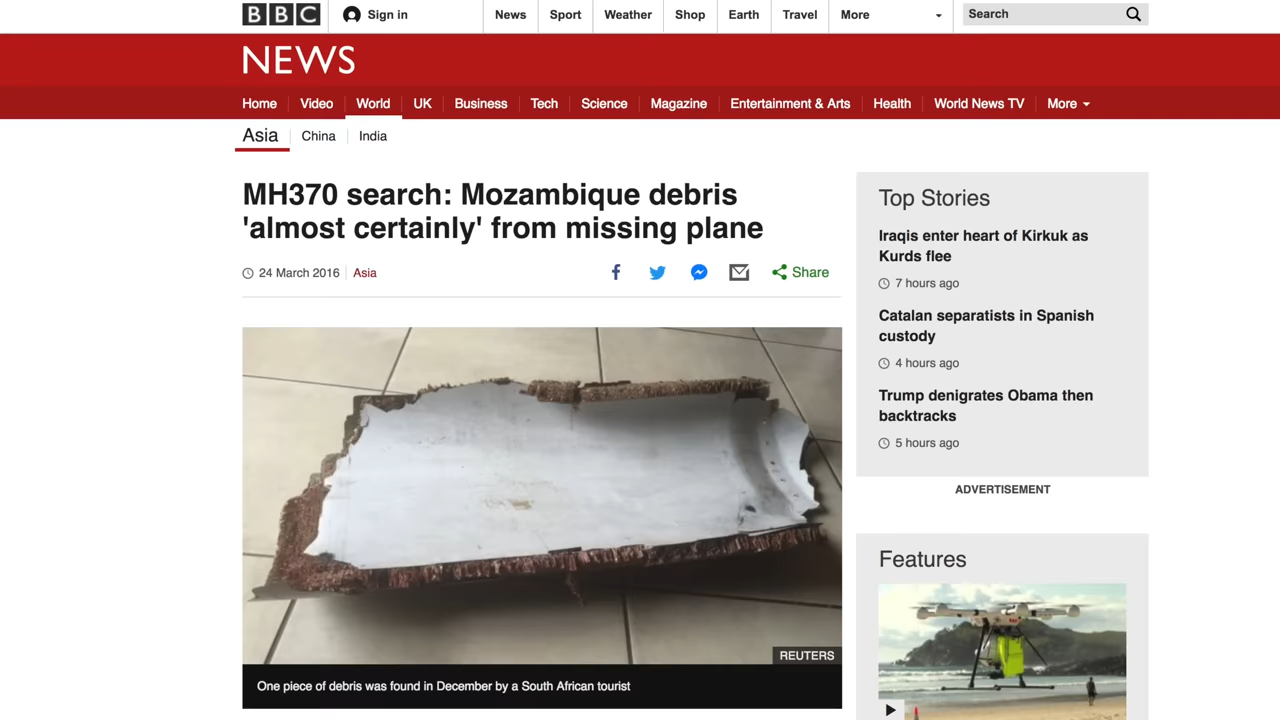 BBC
Sign in
News
Sport
Weather
Shop
Earth
Travel
More
Search
NEWS
Home
Video
World
UK
Business
Tech
Science
Magazine
Entertainment & Arts
Health
World News TV
More
Asia
China
India
MH370 search: Mozambique debris
'almost certainly' from missing plane
24 March 2016
Asia
Share
REUTERS
One piece of debris was found in December by a South African tourist
Top Stories
Iraqis enter heart of Kirkuk as
Kurds flee
7 hours ago
Catalan separatists in Spanish
custody
4 hours ago
Trump denigrates Obama then
backtracks
5 hours ago
ADVERTISEMENT
Features